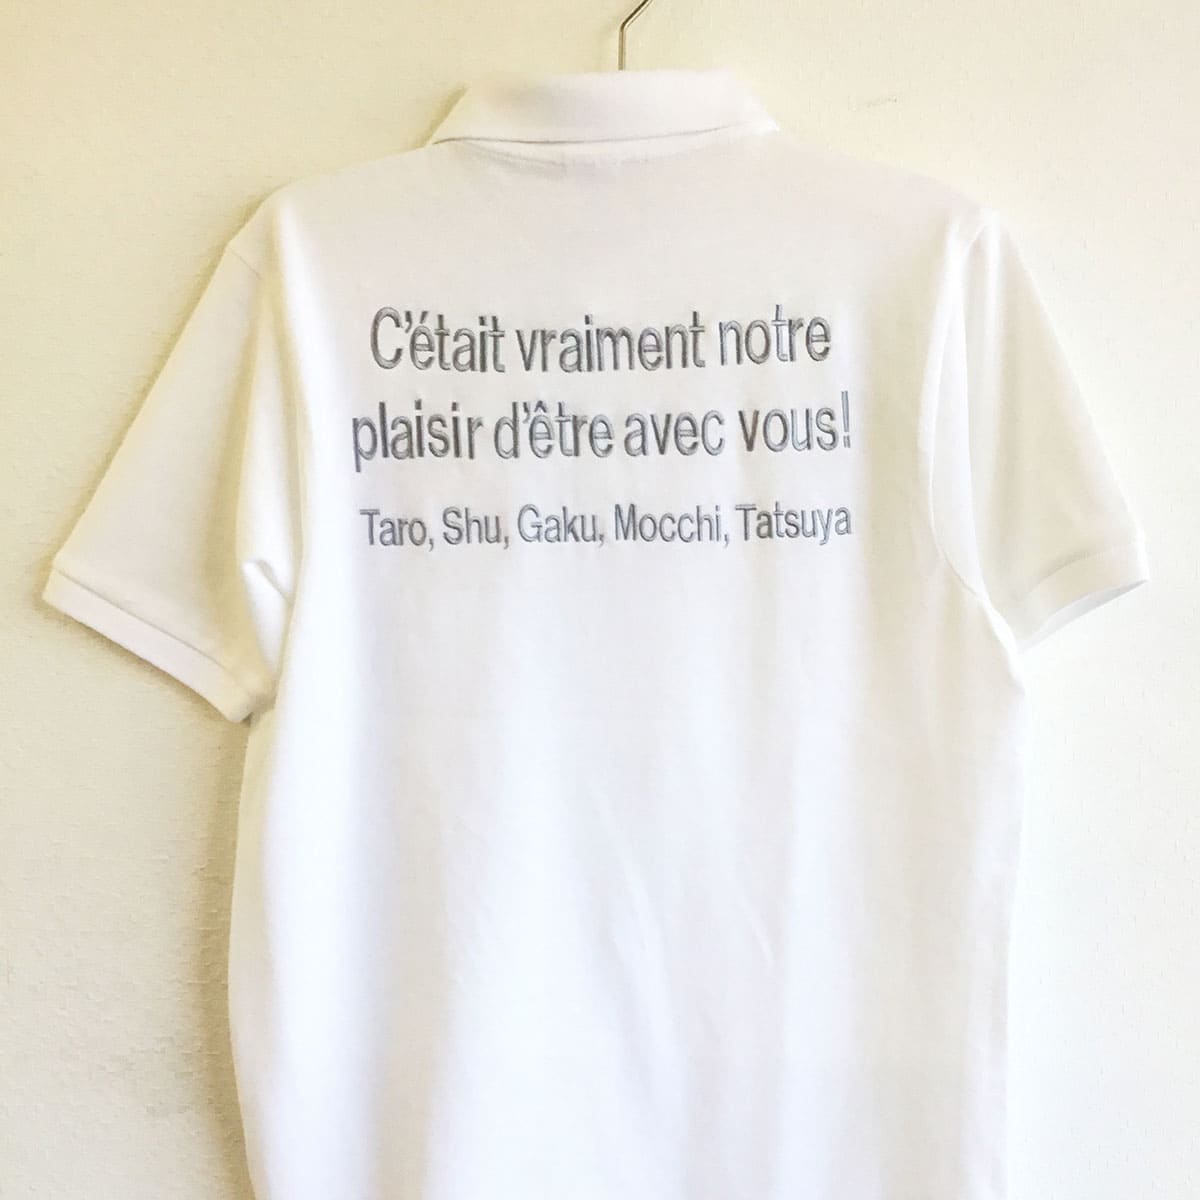 C'était vraiment notre
plaisir d'être avec vous!
Taro, Shu, Gaku, Mocchi, Tatsuya